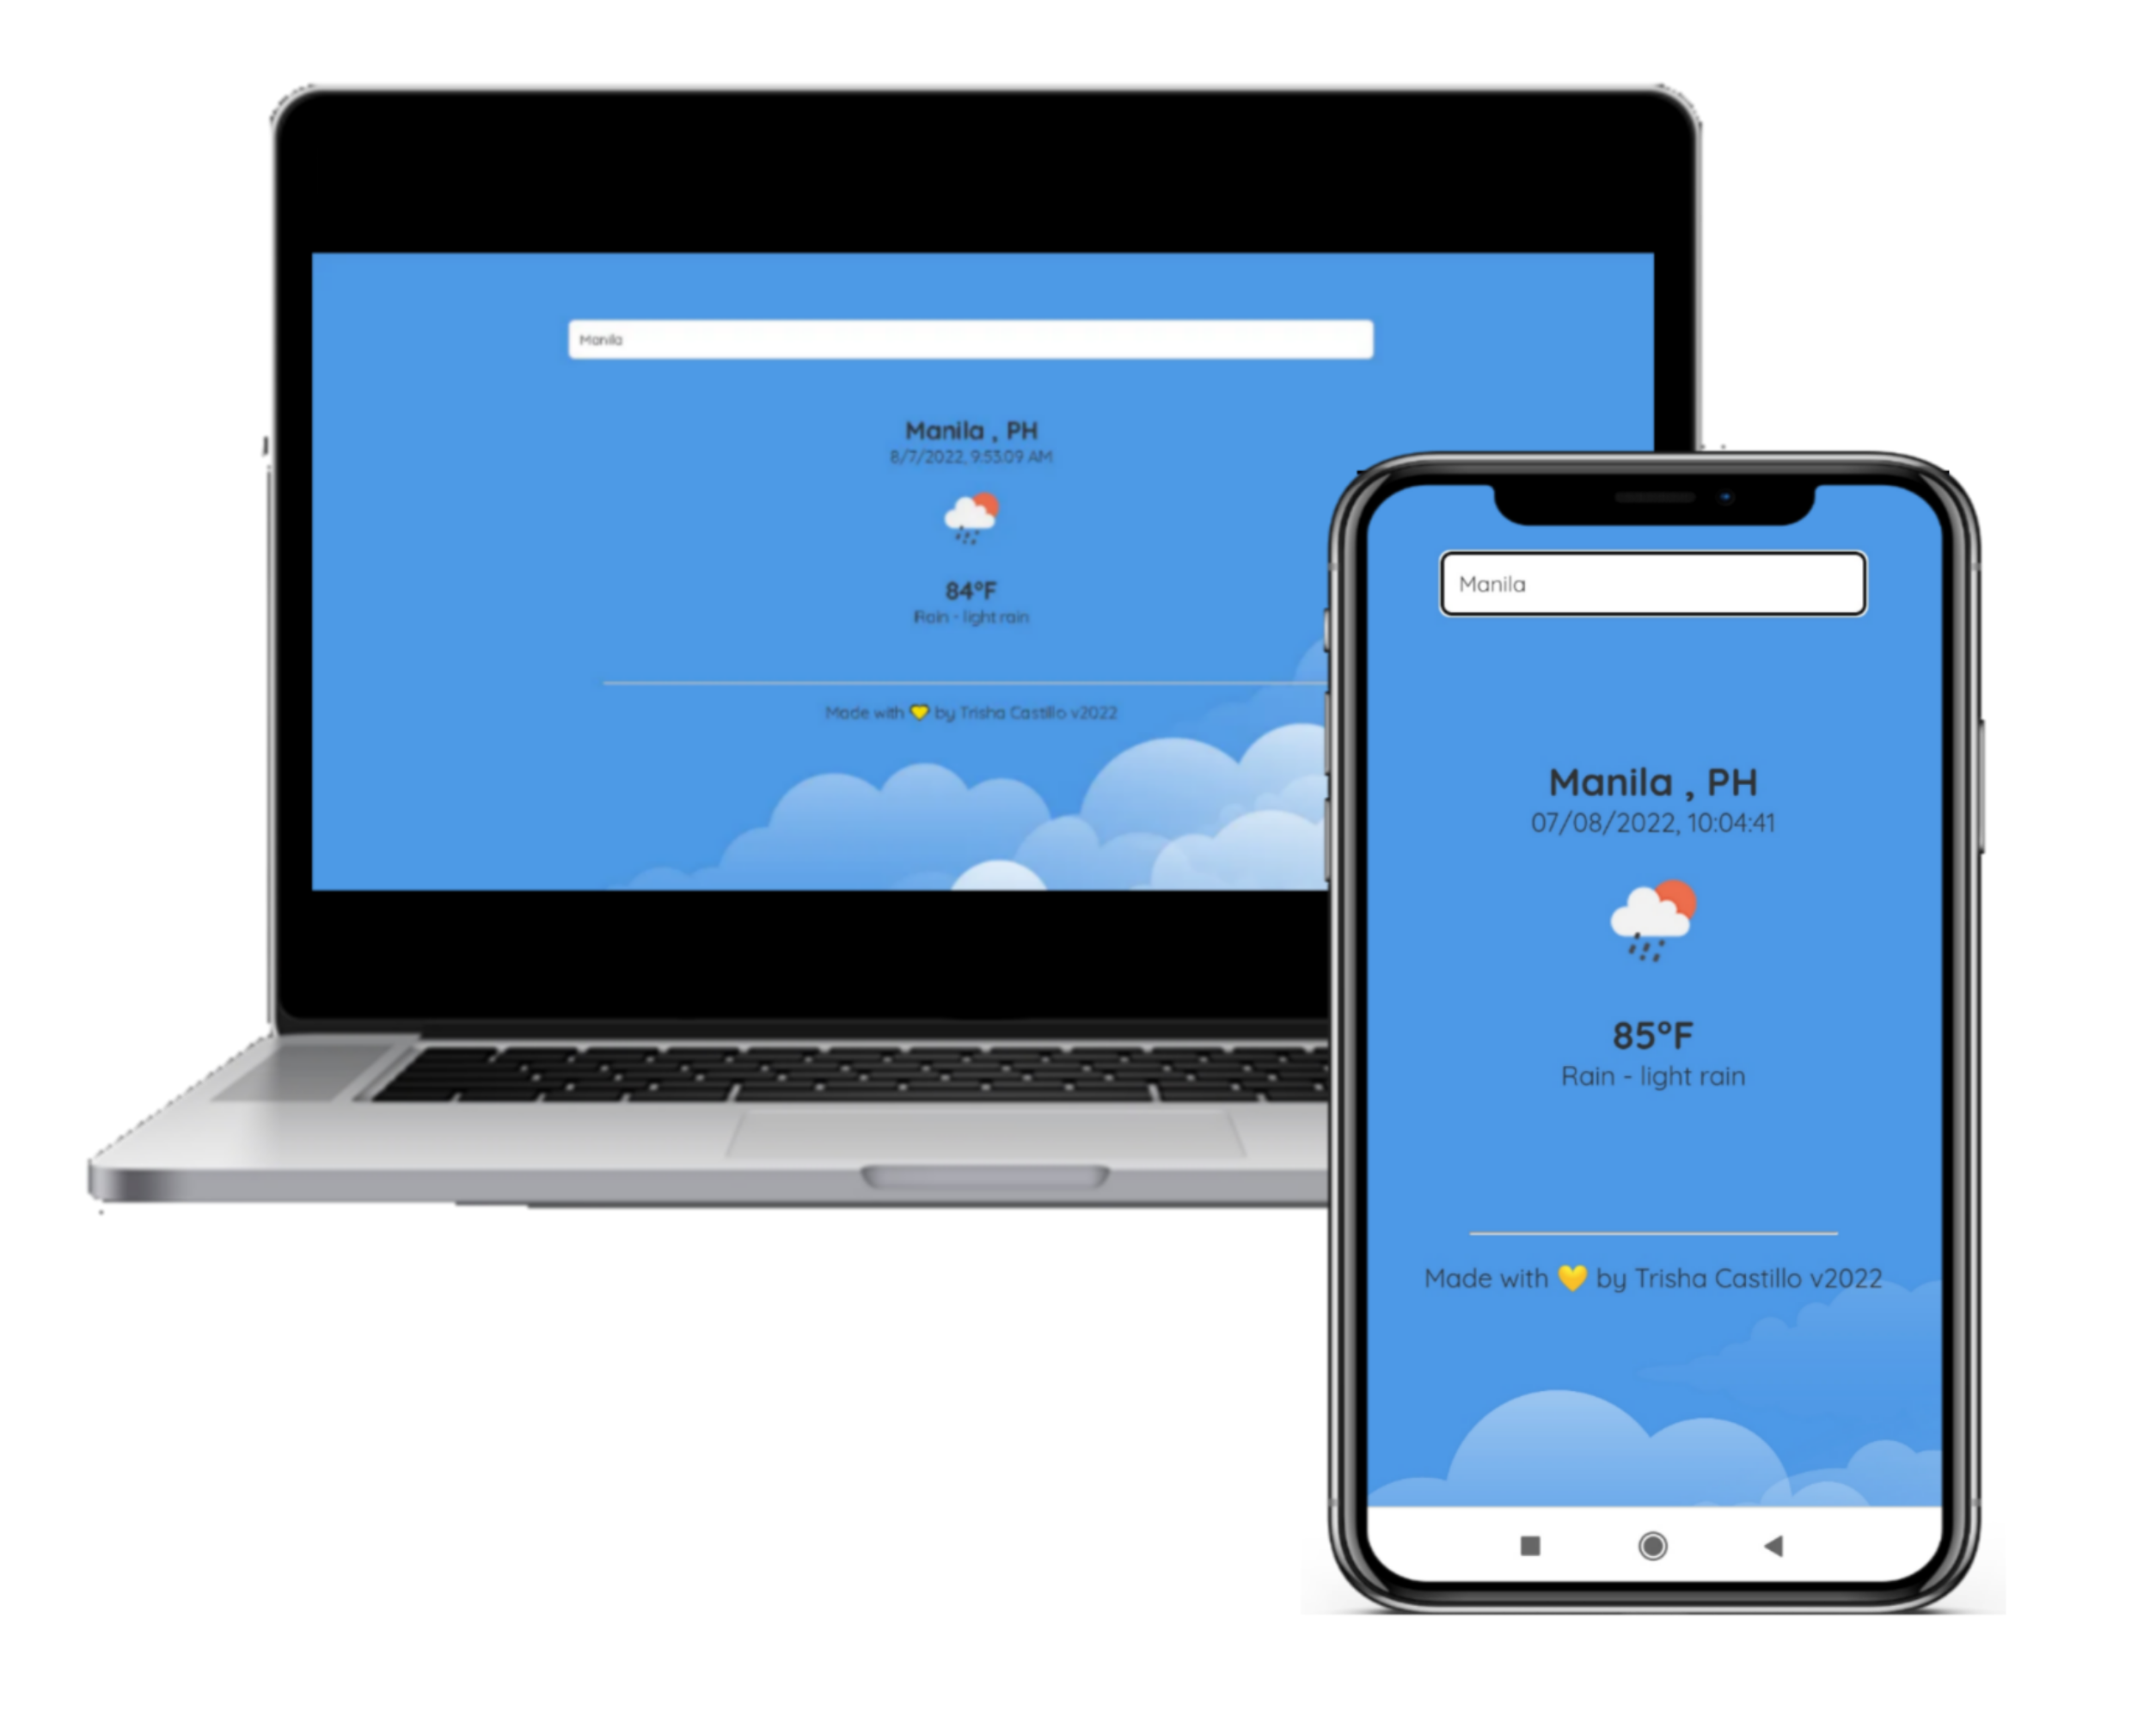 Manila
Manila , PH
8/7/2022, 9:53:09 AM
84°F
Rain - light rain
Made with 💛 by Trisha Castillo v2022
Manila
Manila , PH
07/08/2022, 10:04:41
85°F
Rain - light rain
Made with 💛 by Trisha Castillo v2022